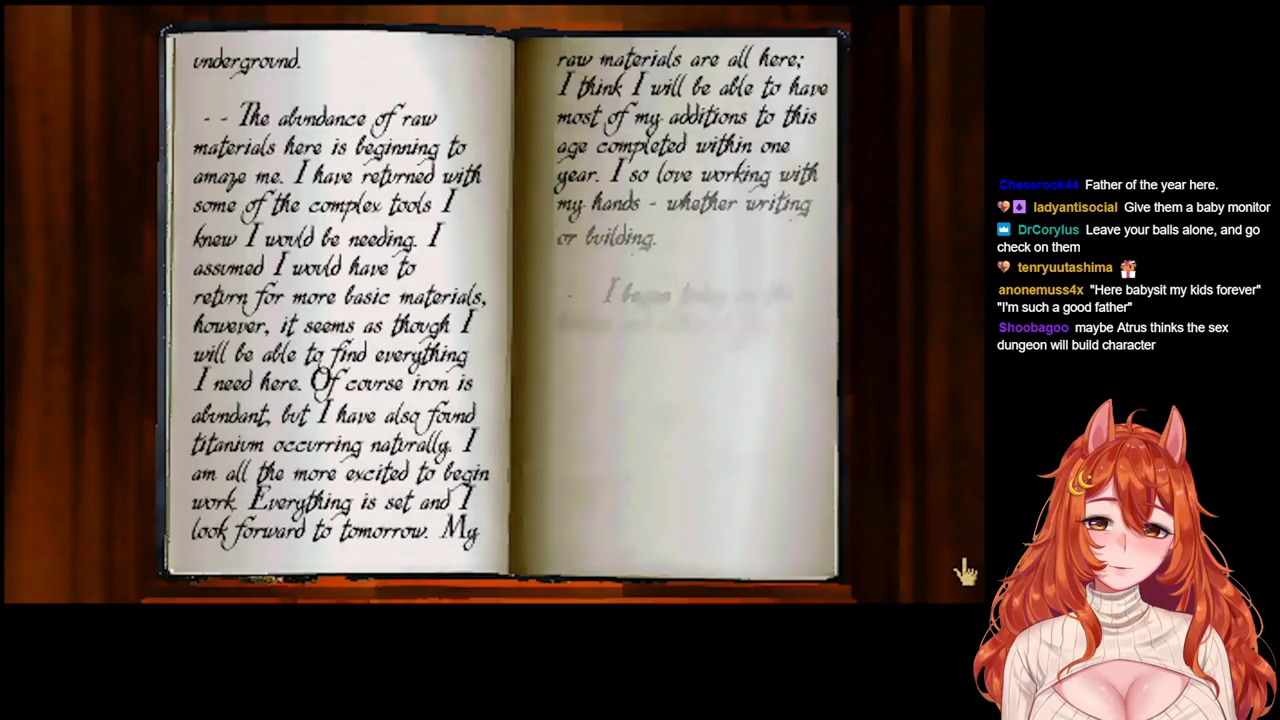 underground.
- - The abundance of raw
materials here is beginning to
amaze me. I have returned with
some of the complex tools I
knew I would be needing. I
assumed I would have to
return for more basic materials,
however, it seems as though I
will be able to find everything
I need here. Of course iron is
abundant, but I have also found
titanium occurring naturally. I
am all the more excited to begin
work. Everything is set and I
look forward to tomorrow. My
raw materials are all here;
I think I will be able to have
most of my additions to this
age completed within one
year. I so love working with
my hands - whether writing
or building.
- I began today
Chessrook44 Father of the year here.
ladyantisocial Give them a baby monitor
DrCorylus Leave your balls alone, and go
check on them
tenryuutashima
anonemuss4x "Here babysit my kids forever"
"I'm such a good father"
Shoobagoo maybe Atrus thinks the sex
dungeon will build character